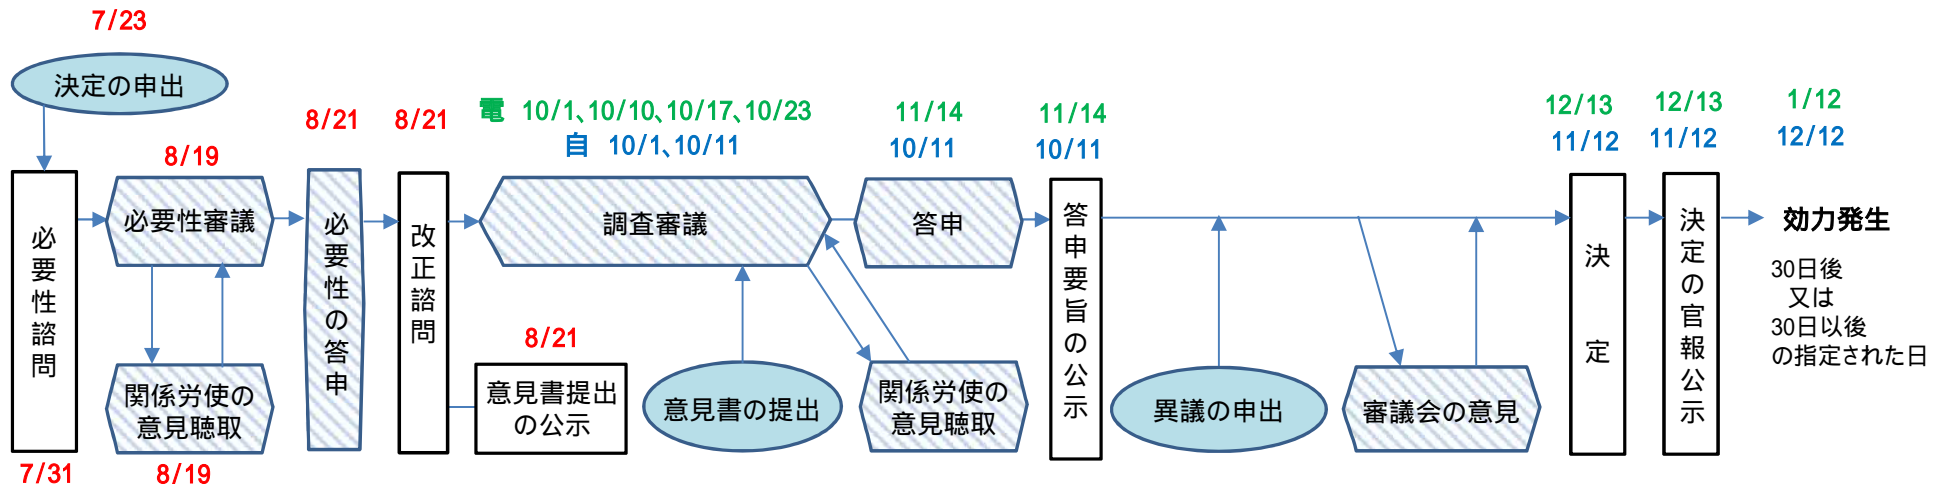 7/23
決定の申出
必要性諮問
7/31
8/19
必要性審議
関係労使の
意見聴取
8/19
8/21
必要性の答申
8/21
改正諮問
8/21
意見書提出
の公示
電 10/1、10/10、10/17、10/23
自 10/1、10/11
調査審議
意見書の提出
関係労使の
意見聴取
11/14
10/11
答申
11/14
10/11
答申要旨の公示
異議の申出
審議会の意見
12/13
11/12
決定
12/13
11/12
決定の官報公示
1/12
12/12
効力発生
30日後
又は
30日以後
の指定された日